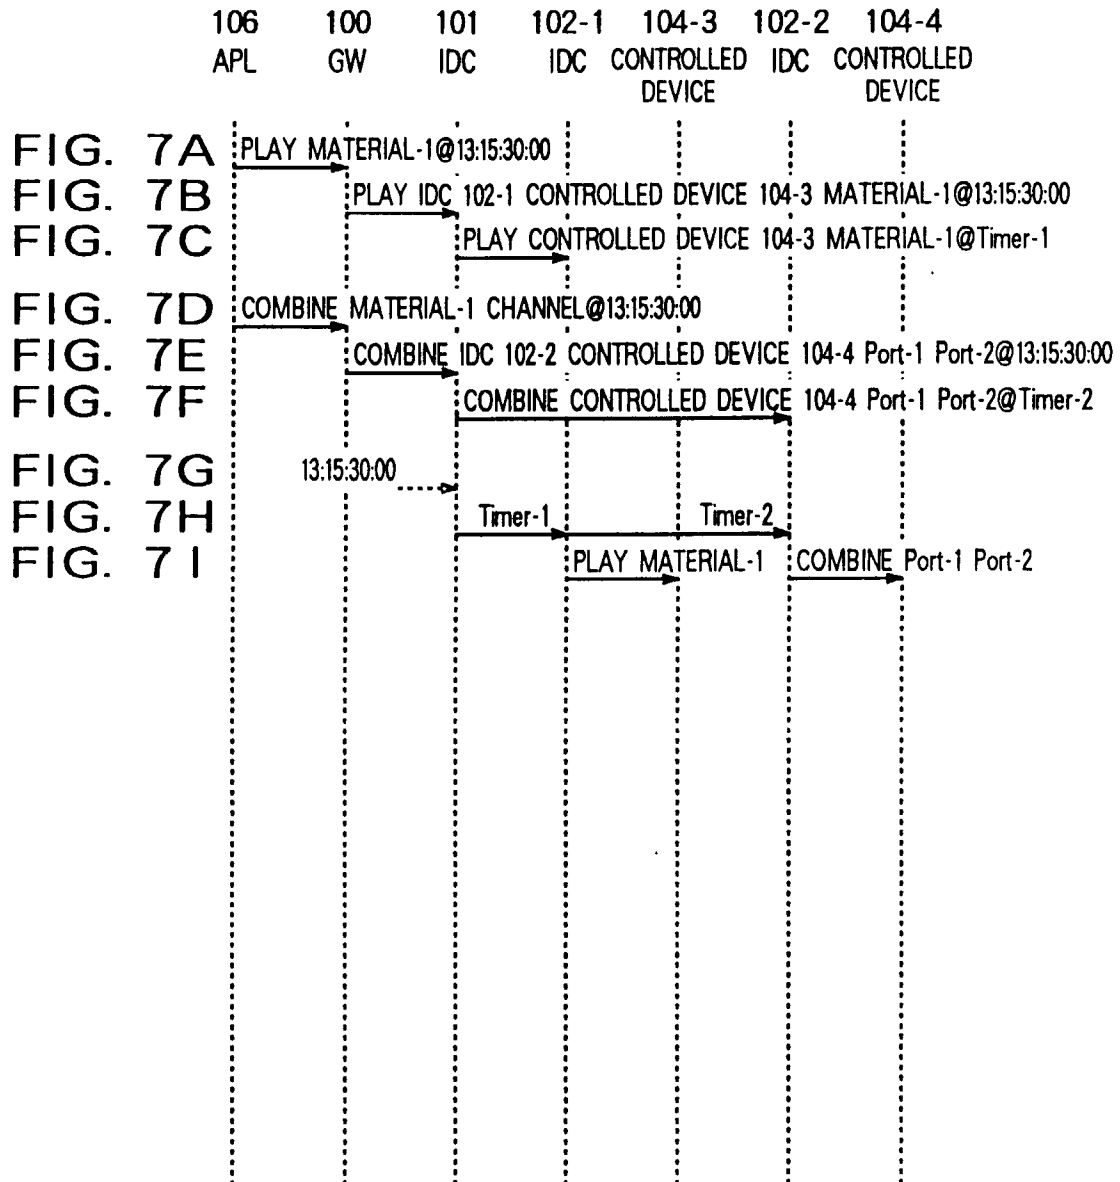 106 100 101 102-1 104-3 102-2 104-4
APL GW IDC IDC CONTROLLED DEVICE IDC CONTROLLED DEVICE
FIG. 7A PLAY MATERIAL-1@13:15:30:00
FIG. 7B PLAY IDC 102-1 CONTROLLED DEVICE 104-3 MATERIAL-1@13:15:30:00
FIG. 7C PLAY CONTROLLED DEVICE 104-3 MATERIAL-1@Timer-1
FIG. 7D COMBINE MATERIAL-1 CHANNEL@13:15:30:00
FIG. 7E COMBINE IDC 102-2 CONTROLLED DEVICE 104-4 Port-1 Port-2@13:15:30:00
FIG. 7F COMBINE CONTROLLED DEVICE 104-4 Port-1 Port-2@Timer-2
FIG. 7G 13:15:30:00
FIG. 7H Timer-1 Timer-2
FIG. 7I PLAY MATERIAL-1 COMBINE Port-1 Port-2